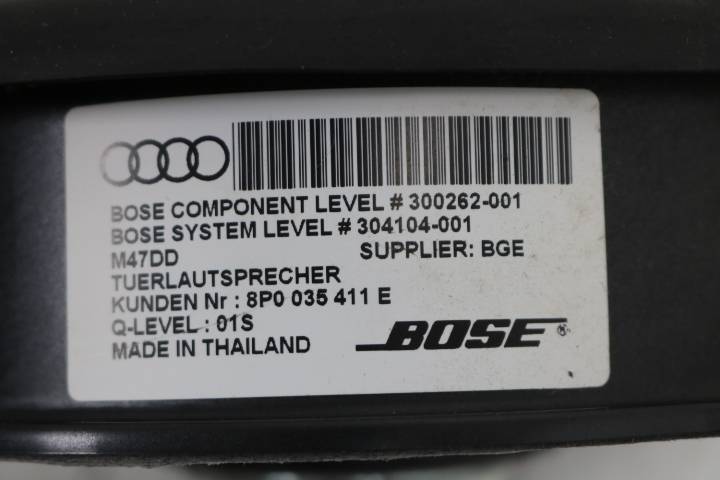 BOSE COMPONENT LEVEL # 300262-001
BOSE SYSTEM LEVEL # 304104-001
M47DD SUPPLIER: BGE
TUERLAUTSPRECHER
KUNDEN Nr : 8P0 035 411 E
Q-LEVEL : 01S
MADE IN THAILAND
BOSE ®